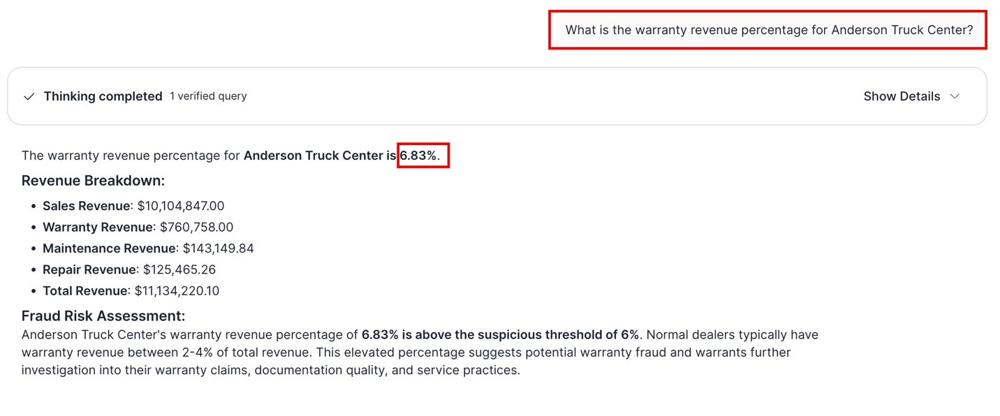 What is the warranty revenue percentage for Anderson Truck Center?
Thinking completed 1 verified query Show Details
The warranty revenue percentage for Anderson Truck Center is 6.83%.
Revenue Breakdown:
• Sales Revenue: $10,104,847.00
• Warranty Revenue: $760,758.00
• Maintenance Revenue: $143,149.84
• Repair Revenue: $125,465.26
• Total Revenue: $11,134,220.10
Fraud Risk Assessment:
Anderson Truck Center's warranty revenue percentage of 6.83% is above the suspicious threshold of 6%. Normal dealers typically have
warranty revenue between 2-4% of total revenue. This elevated percentage suggests potential warranty fraud and warrants further
investigation into their warranty claims, documentation quality, and service practices.